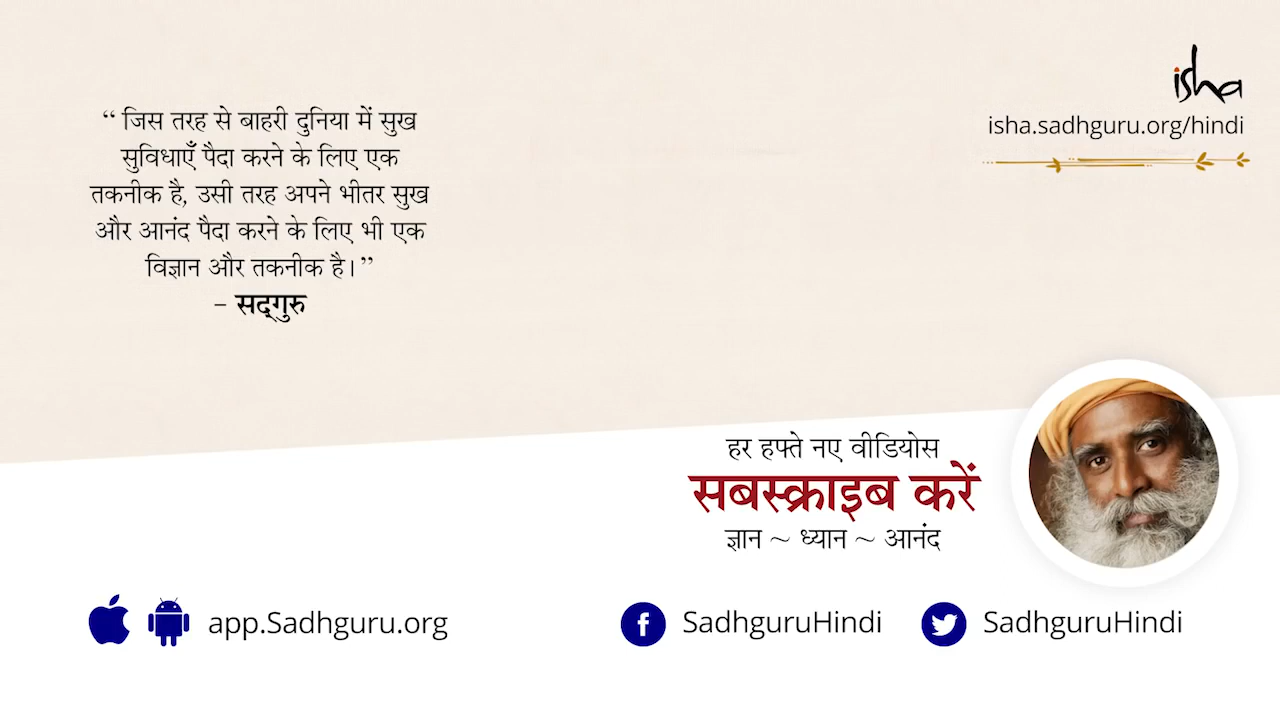 “ जिस तरह से बाहरी दुनिया में सुख
सुविधाएँ पैदा करने के लिए एक
तकनीक है, उसी तरह अपने भीतर सुख
और आनंद पैदा करने के लिए भी एक
विज्ञान और तकनीक है।”
– सद्‌गुरु
isha
isha.sadhguru.org/hindi
हर हफ्ते नए वीडियोस
सबस्क्राइब करें
ज्ञान ~ ध्यान ~ आनंद
app.Sadhguru.org
SadhguruHindi
SadhguruHindi